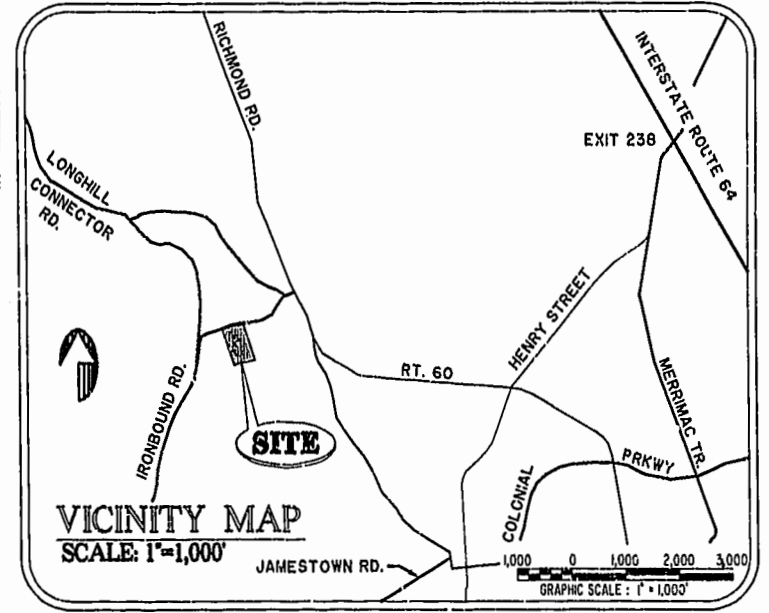 RICHMOND RD.
INTERSTATE ROUTE 64
EXIT 238
LONGHILL
CONNECTOR
RD.
HENRY STREET
RT. 60
MERRIMAC TR.
IRONBOUND RD.
SITE
COLONIAL
PRKWY
VICINITY MAP
SCALE: 1"=1,000'
JAMESTOWN RD.
1,000 0 1,000 2,000 3,000
GRAPHIC SCALE : 1" = 1,000'